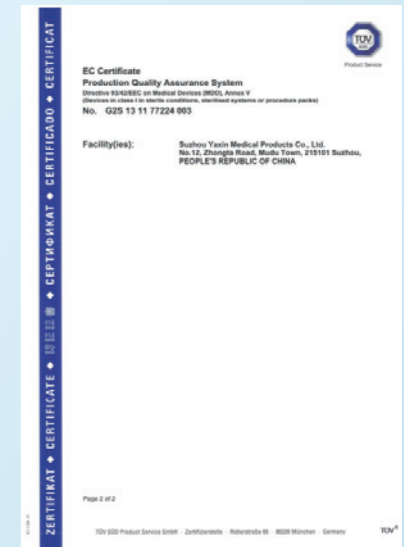 TÜV
SÜD
Product Service
EC Certificate
Production Quality Assurance System
Directive 93/42/EEC on Medical Devices (MDD), Annex V
(Devices in class I in sterile conditions, sterilised systems or procedure packs)
No. G2S 13 11 77224 003
Facility(ies): Suzhou Yaxin Medical Products Co., Ltd.
No.12, Zhongta Road, Mudu Town, 215101 Suzhou,
PEOPLE'S REPUBLIC OF CHINA
ZERTIFIKAT ◆ CERTIFICATE ◆ ◆ СЕРТИФИКАТ ◆ CERTIFICADO ◆ CERTIFICAT
Page 2 of 2
TÜV SÜD Product Service GmbH · Zertifizierstelle · Ridlerstraße 65 · 80339 München · Germany
TÜV®